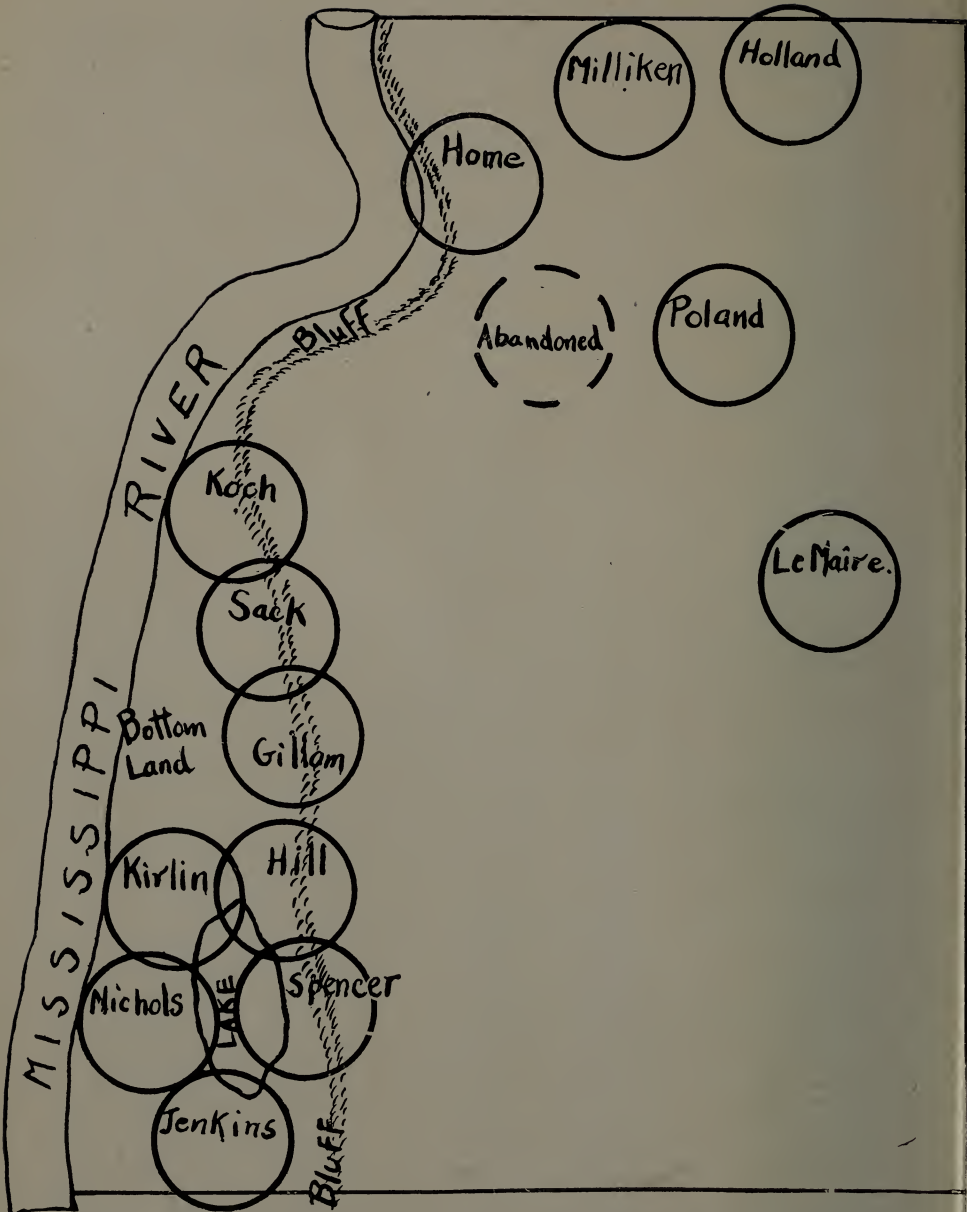 Milliken
Holland
Home
Bluff
Abandoned
Poland
MISSISSIPPI RIVER
Koch
LeMaire.
Sack
Bottom
Land
Gillam
Kirlin
Hill
Nichols
LAKE
Spencer
Jenkins
Bluff